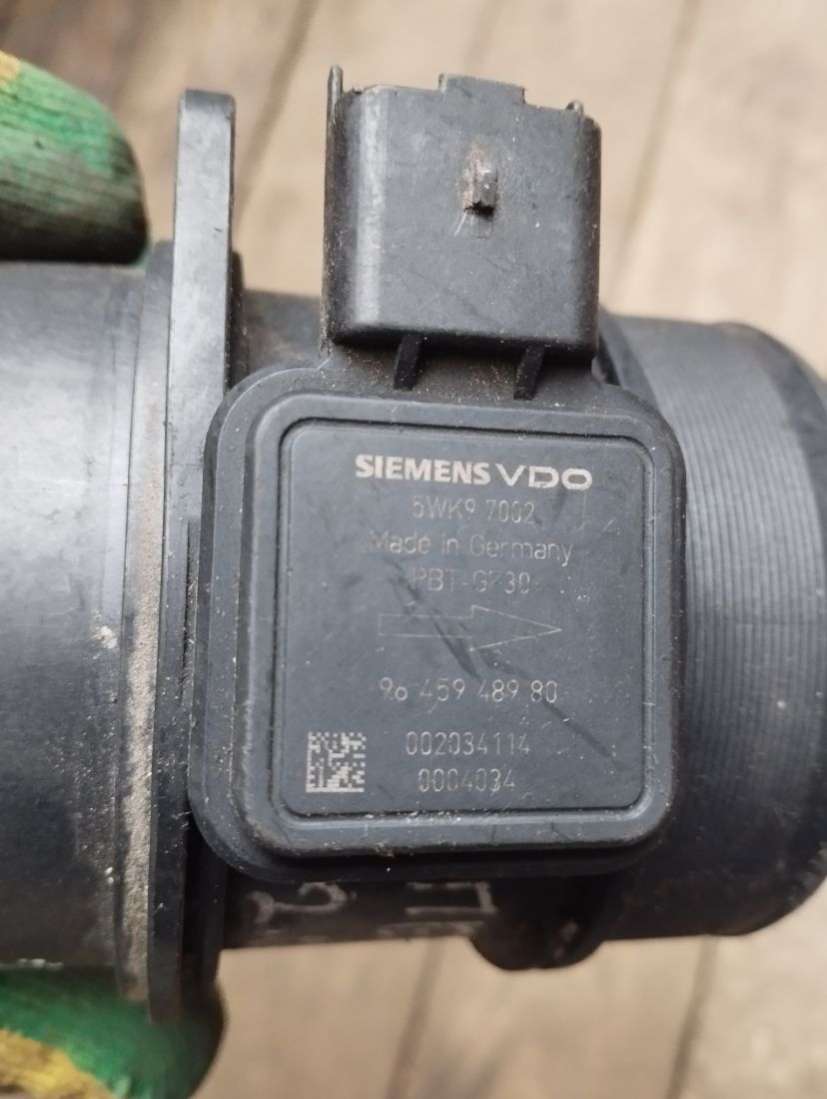 SIEMENS VDO
5WK9 7002
Made in Germany
PBT-GF30
96 459 489 80
002034114
0004034